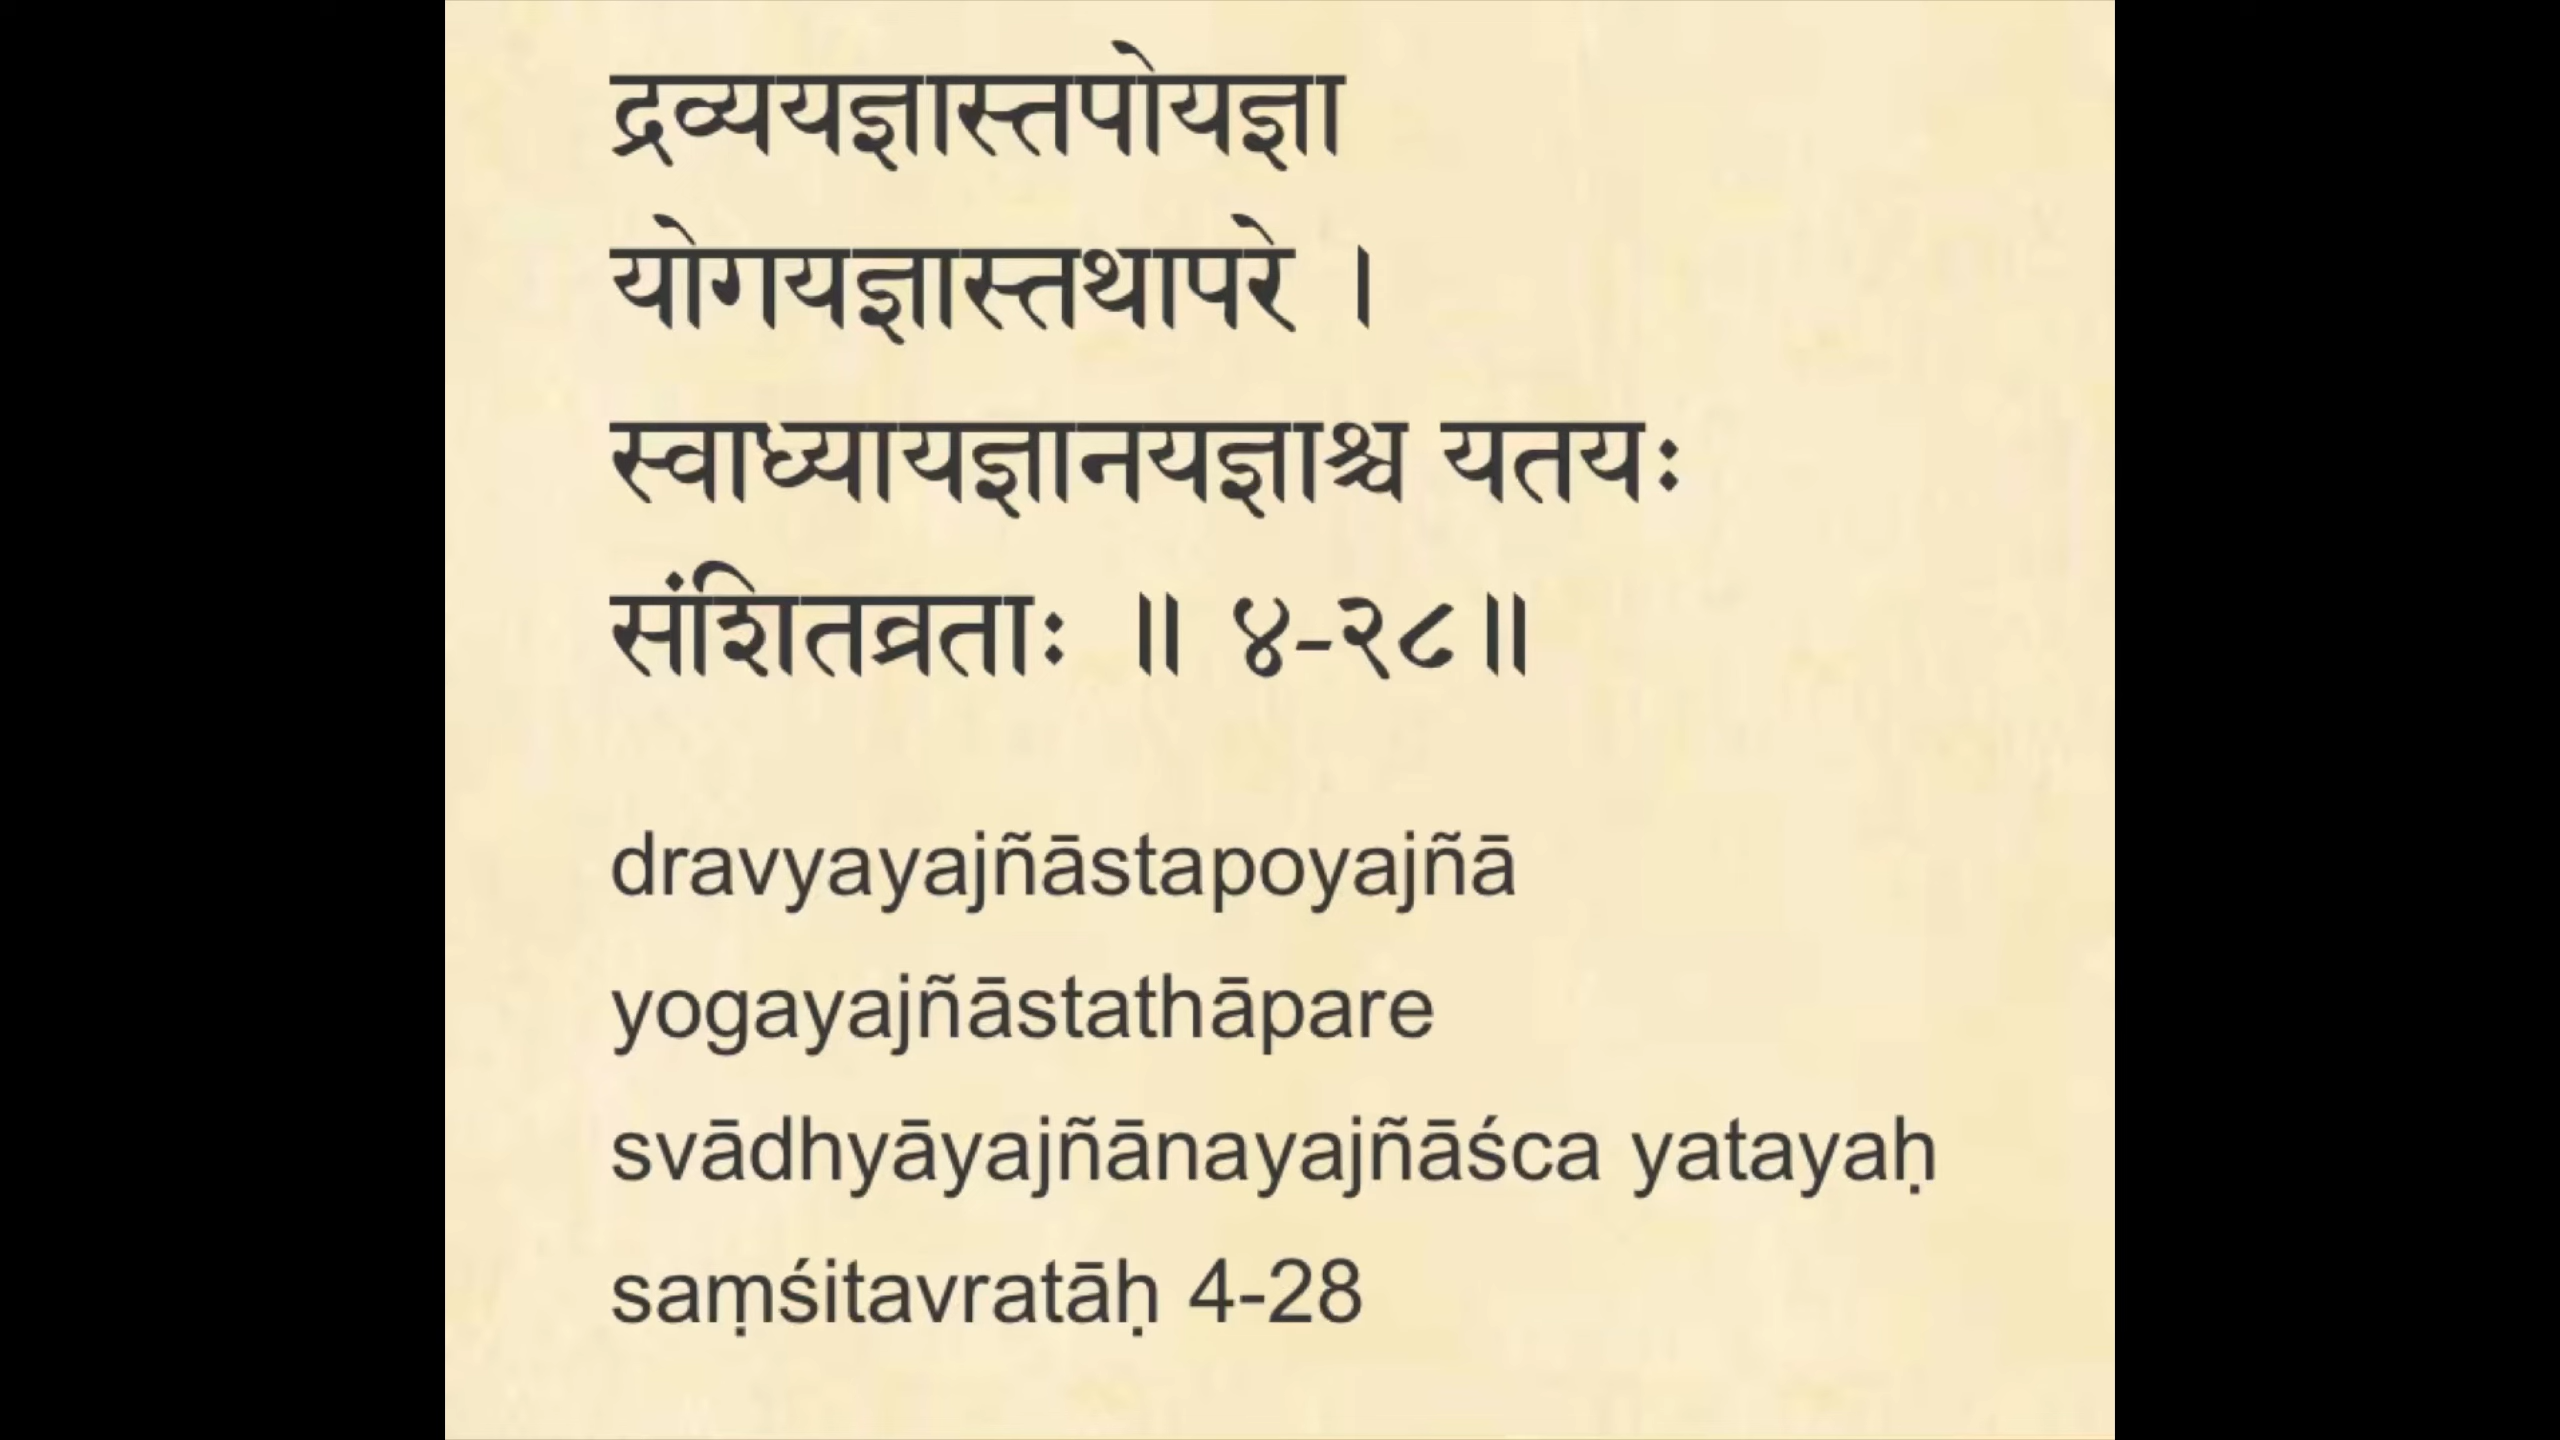 द्रव्ययज्ञास्तपोयज्ञा
योगयज्ञास्तथापरे ।
स्वाध्यायज्ञानयज्ञाश्च यतयः
संशितव्रताः ॥ ४-२८॥
dravyayajñāstapoyajñā
yogayajñāstathāpare
svādhyāyajñānayajñāśca yatayaḥ
saṃśitavratāḥ 4-28